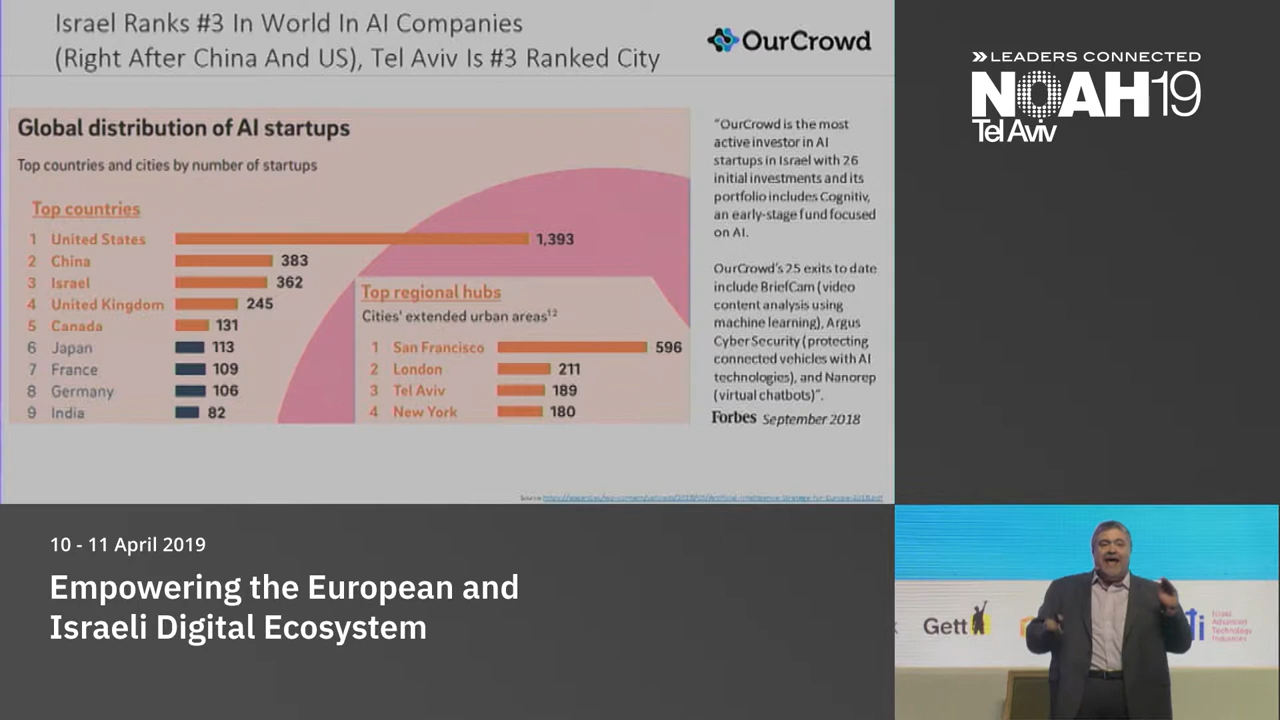 Israel Ranks #3 In World In AI Companies
(Right After China And US), Tel Aviv Is #3 Ranked City
OurCrowd
Global distribution of AI startups
Top countries and cities by number of startups
Top countries
1 United States 1,393
2 China 383
3 Israel 362
4 United Kingdom 245
5 Canada 131
6 Japan 113
7 France 109
8 Germany 106
9 India 82
Top regional hubs
Cities' extended urban areas¹²
1 San Francisco 596
2 London 211
3 Tel Aviv 189
4 New York 180
"OurCrowd is the most
active investor in AI
startups in Israel with 26
initial investments and its
portfolio includes Cognitiv,
an early-stage fund focused
on AI.
OurCrowd's 25 exits to date
include BriefCam (video
content analysis using
machine learning), Argus
Cyber Security (protecting
connected vehicles with AI
technologies), and Nanorep
(virtual chatbots)".
Forbes September 2018
Source
LEADERS CONNECTED
NOAH19
Tel Aviv
10 - 11 April 2019
Empowering the European and
Israeli Digital Ecosystem
Gett
Israel
Advanced
Technology
Industries